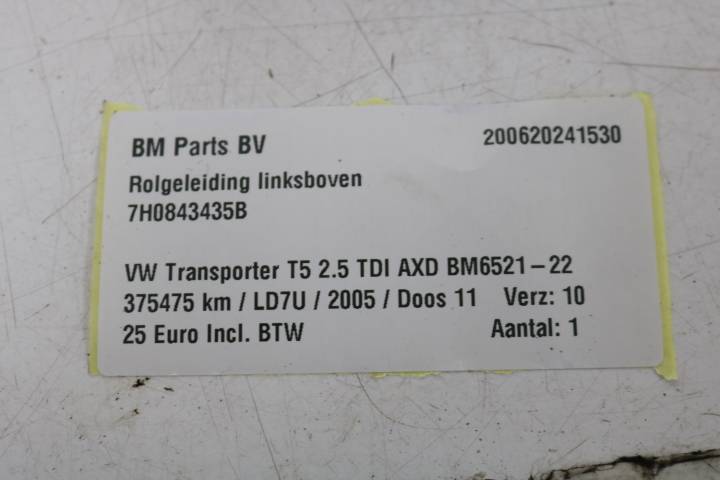 BM Parts BV 200620241530
Rolgeleiding linksboven
7H0843435B
VW Transporter T5 2.5 TDI AXD BM6521-22
375475 km / LD7U / 2005 / Doos 11 Verz: 10
25 Euro Incl. BTW Aantal: 1